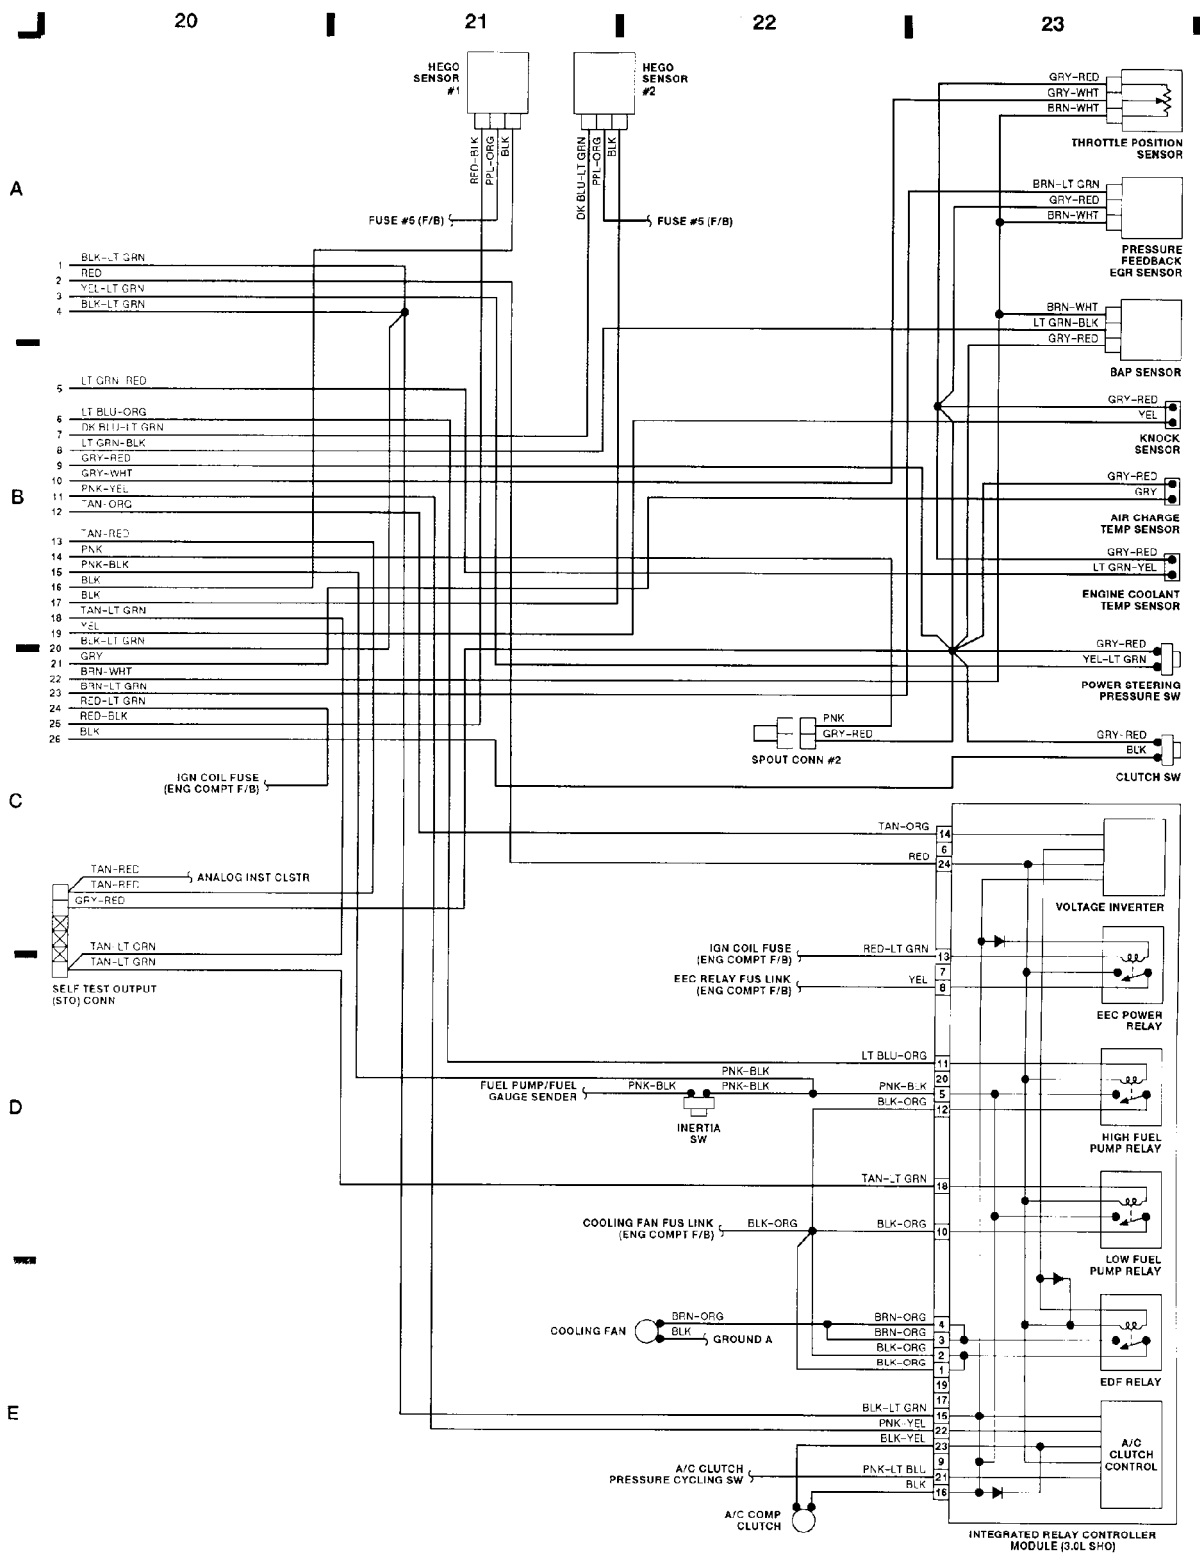 20
21
22
23
HEGO
SENSOR
#1
HEGO
SENSOR
#2
RED-BLK
PPL-ORG
BLK
DK BLU-LT GRN
PPL-ORG
BLK
GRY-RED
GRY-WHT
BRN-WHT
THROTTLE POSITION
SENSOR
A
FUSE #5 (F/B)
FUSE #5 (F/B)
BRN-LT GRN
GRY-RED
BRN-WHT
PRESSURE
FEEDBACK
EGR SENSOR
1 BLK-LT GRN
2 RED
3 YEL-LT GRN
4 BLK-LT GRN
BRN-WHT
LT GRN-BLK
GRY-RED
BAP SENSOR
5 LT GRN-RED
6 LT BLU-ORG
7 DK BLU-LT GRN
8 LT GRN-BLK
9 GRY-RED
10 GRY-WHT
11 PNK-YEL
12 TAN-ORG
13 TAN-RED
14 PNK
15 PNK-BLK
16 BLK
17 BLK
18 TAN-LT GRN
19 YEL
20 BLK-LT GRN
21 GRY
22 BRN-WHT
23 BRN-LT GRN
24 RED-LT GRN
25 RED-BLK
26 BLK
B
GRY-RED
YEL
KNOCK
SENSOR
GRY-RED
GRY
AIR CHARGE
TEMP SENSOR
GRY-RED
LT GRN-YEL
ENGINE COOLANT
TEMP SENSOR
GRY-RED
YEL-LT GRN
POWER STEERING
PRESSURE SW
PNK
GRY-RED
SPOUT CONN #2
GRY-RED
BLK
CLUTCH SW
IGN COIL FUSE
(ENG COMPT F/B)
C
TAN-ORG 14
6
RED 24
VOLTAGE INVERTER
TAN-RED
ANALOG INST CLSTR
TAN-RED
GRY-RED
TAN-LT GRN
TAN-LT GRN
SELF TEST OUTPUT
(STO) CONN
IGN COIL FUSE
(ENG COMPT F/B)
RED-LT GRN 13
7
EEC RELAY FUS LINK
(ENG COMPT F/B)
YEL 8
EEC POWER
RELAY
LT BLU-ORG 11
PNK-BLK
20
FUEL PUMP/FUEL
GAUGE SENDER
PNK-BLK
PNK-BLK
PNK-BLK 5
BLK-ORG 12
D
INERTIA
SW
HIGH FUEL
PUMP RELAY
TAN-LT GRN 18
COOLING FAN FUS LINK
(ENG COMPT F/B)
BLK-ORG
BLK-ORG 10
LOW FUEL
PUMP RELAY
COOLING FAN
BRN-ORG
BLK
GROUND A
BRN-ORG 4
BRN-ORG 3
BLK-ORG 2
BLK-ORG 1
19
17
EDF RELAY
E
BLK-LT GRN 15
PNK-YEL 22
BLK-YEL 23
9
A/C CLUTCH
PRESSURE CYCLING SW
PNK-LT BLU 21
BLK 16
A/C
CLUTCH
CONTROL
A/C COMP
CLUTCH
INTEGRATED RELAY CONTROLLER
MODULE (3.0L SHO)